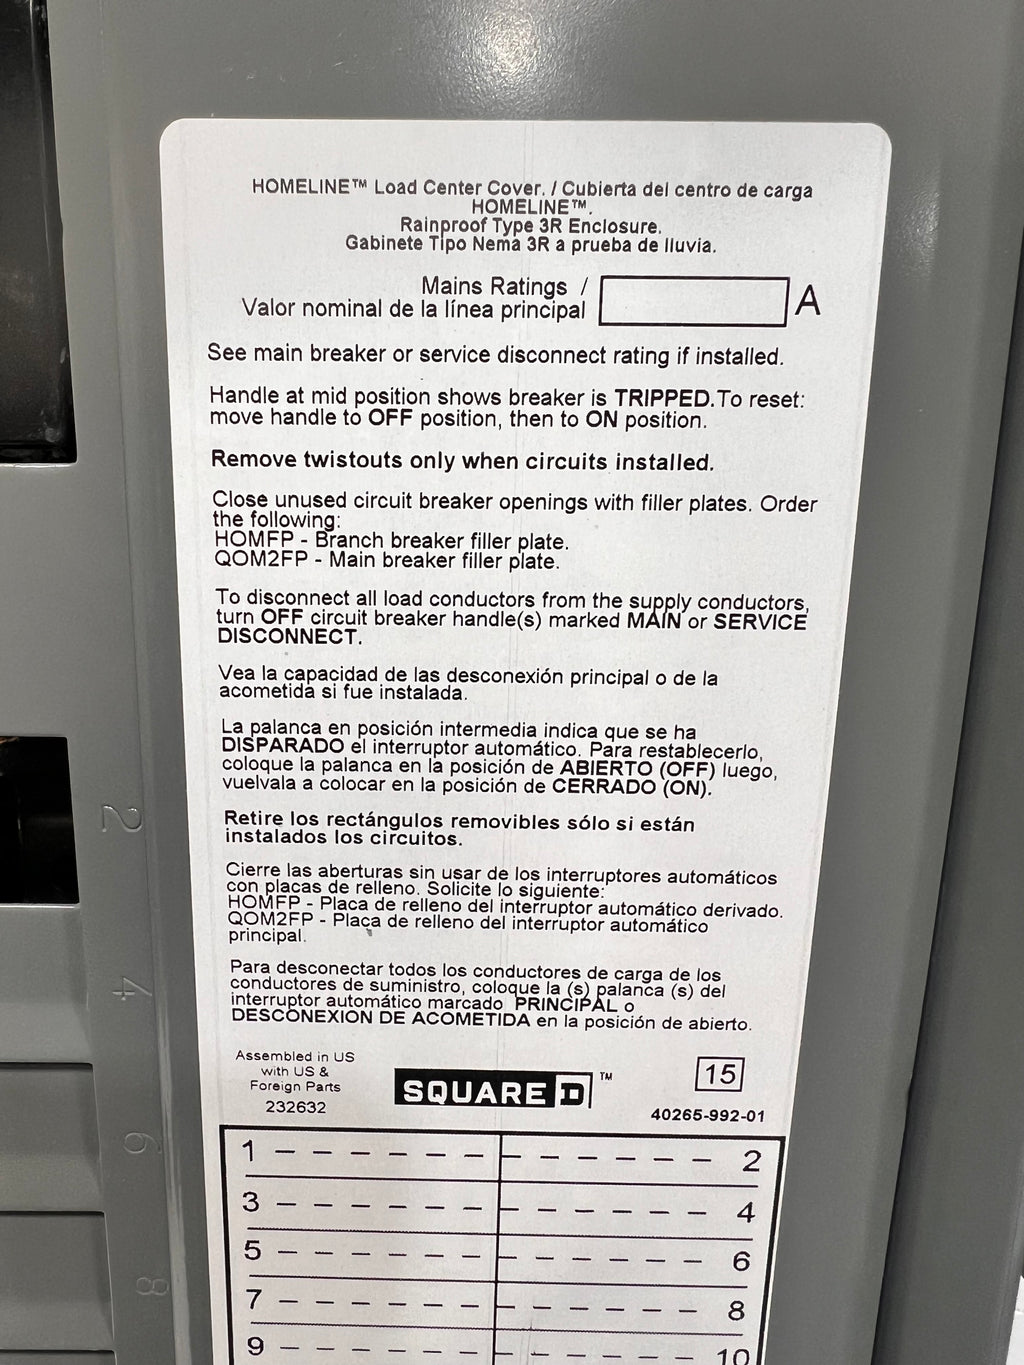 HOMELINE™ Load Center Cover. / Cubierta del centro de carga
HOMELINE™.
Rainproof Type 3R Enclosure.
Gabinete Tipo Nema 3R a prueba de lluvia.
Mains Ratings /
Valor nominal de la línea principal
A
See main breaker or service disconnect rating if installed.
Handle at mid position shows breaker is TRIPPED. To reset:
move handle to OFF position, then to ON position.
Remove twistouts only when circuits installed.
Close unused circuit breaker openings with filler plates. Order
the following:
HOMFP - Branch breaker filler plate.
QOM2FP - Main breaker filler plate.
To disconnect all load conductors from the supply conductors,
turn OFF circuit breaker handle(s) marked MAIN or SERVICE
DISCONNECT.
Vea la capacidad de las desconexión principal o de la
acometida si fue instalada.
La palanca en posición intermedia indica que se ha
DISPARADO el interruptor automático. Para restablecerlo,
coloque la palanca en la posición de ABIERTO (OFF) luego,
vuelvala a colocar en la posición de CERRADO (ON).
Retire los rectángulos removibles sólo si están
instalados los circuitos.
Cierre las aberturas sin usar de los interruptores automáticos
con placas de relleno. Solicite lo siguiente:
HOMFP - Placa de relleno del interruptor automático derivado.
QOM2FP - Placa de relleno del interruptor automático
principal.
Para desconectar todos los conductores de carga de los
conductores de suministro, coloque la (s) palanca (s) del
interruptor automático marcado PRINCIPAL o
DESCONEXION DE ACOMETIDA en la posición de abierto.
Assembled in US
with US &
Foreign Parts
232632
SQUARE D ™
15
40265-992-01
1 2
3 4
5 6
7 8
9 10
2
4
6
8